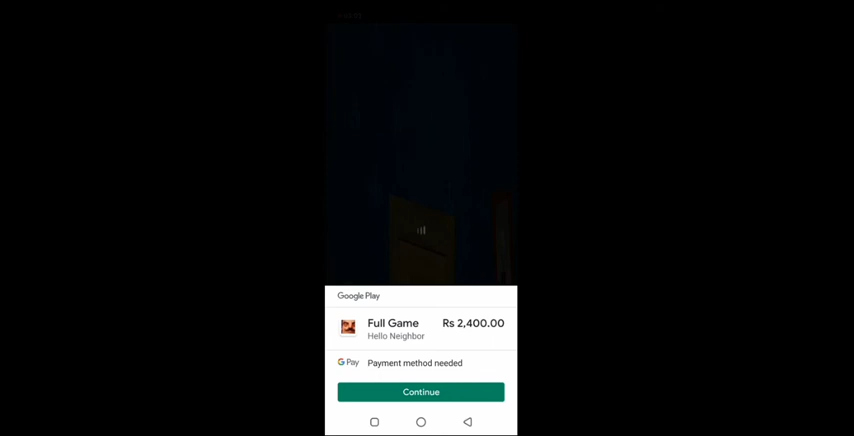 Google Play
Full Game Rs 2,400.00
Hello Neighbor
G Pay Payment method needed
Continue